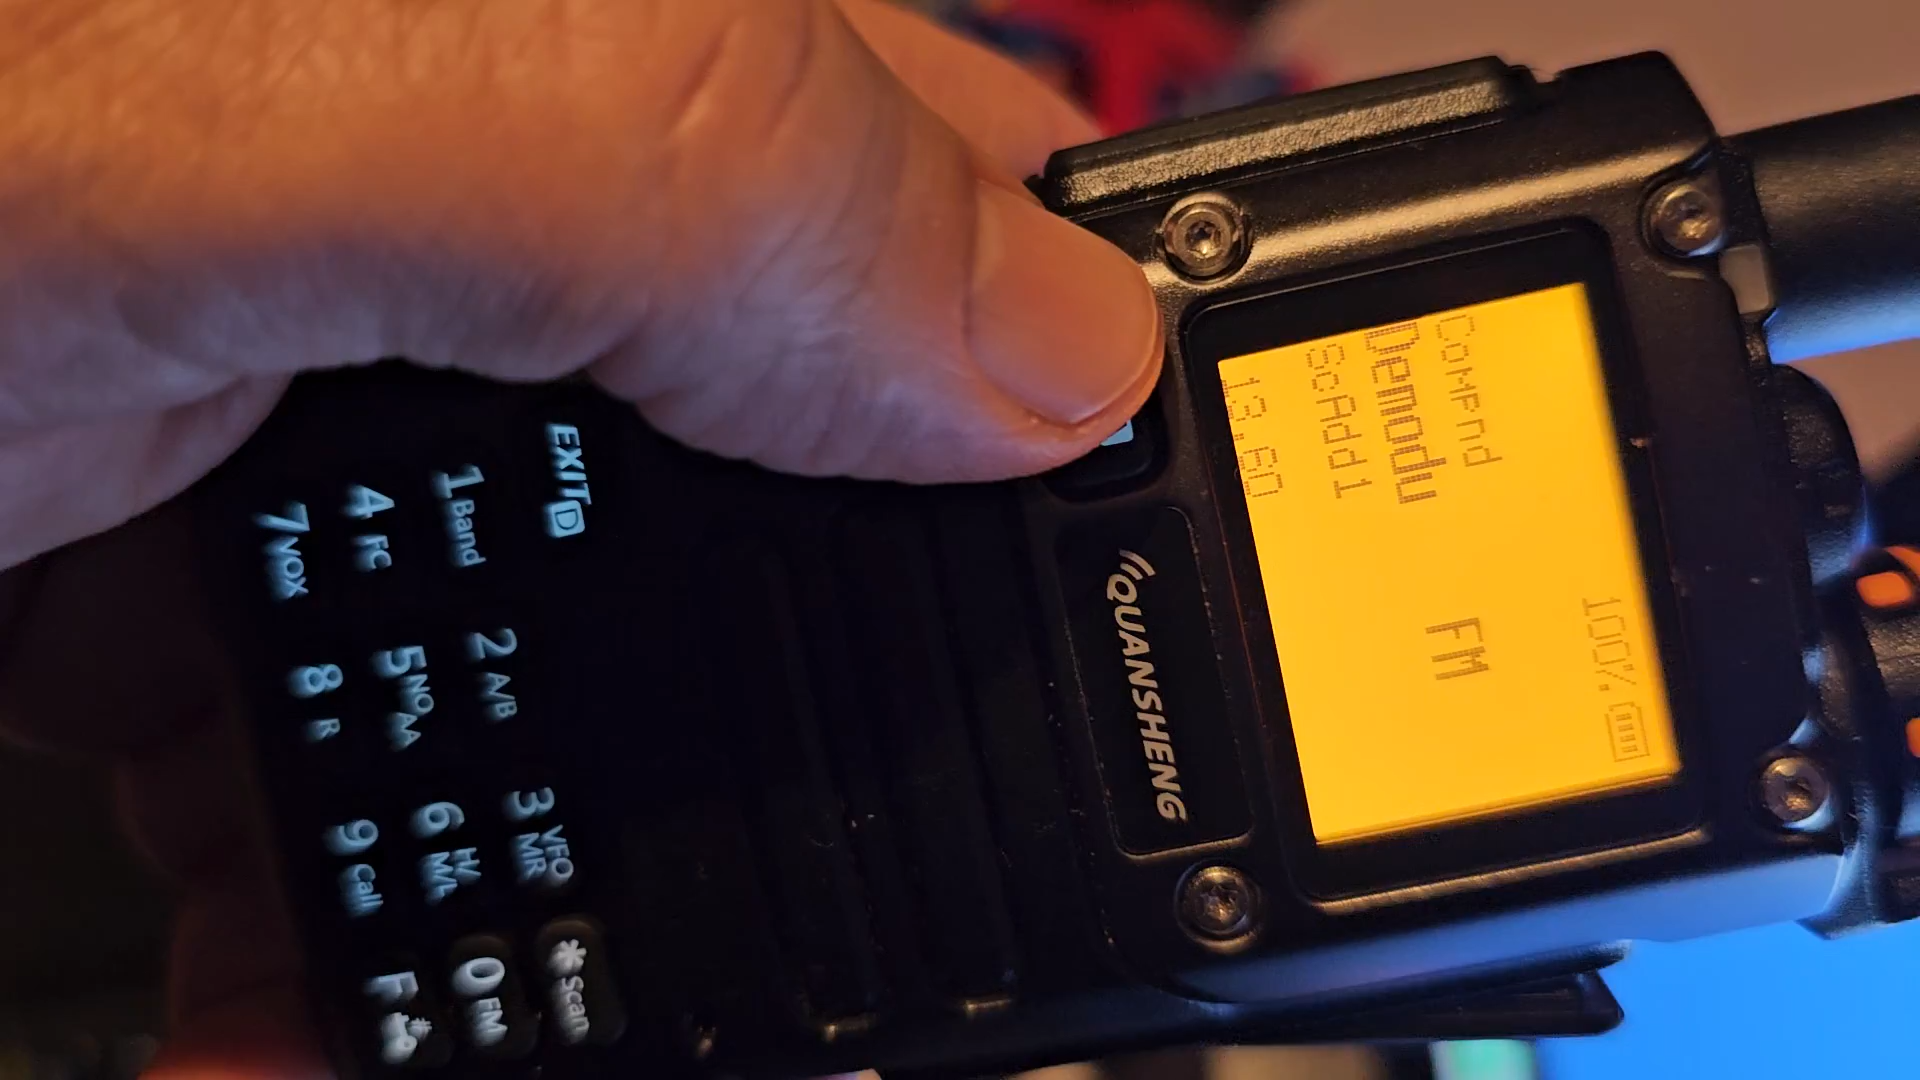 100%
Compnd
Demodu FM
ScAdd1
13.60
QUANSHENG
EXIT D
1 Band 2 A/B 3 VFO MR
4 FC 5 NOAA 6 H/M/L
7 VOX 8 R 9 Call
* Scan 0 FM F